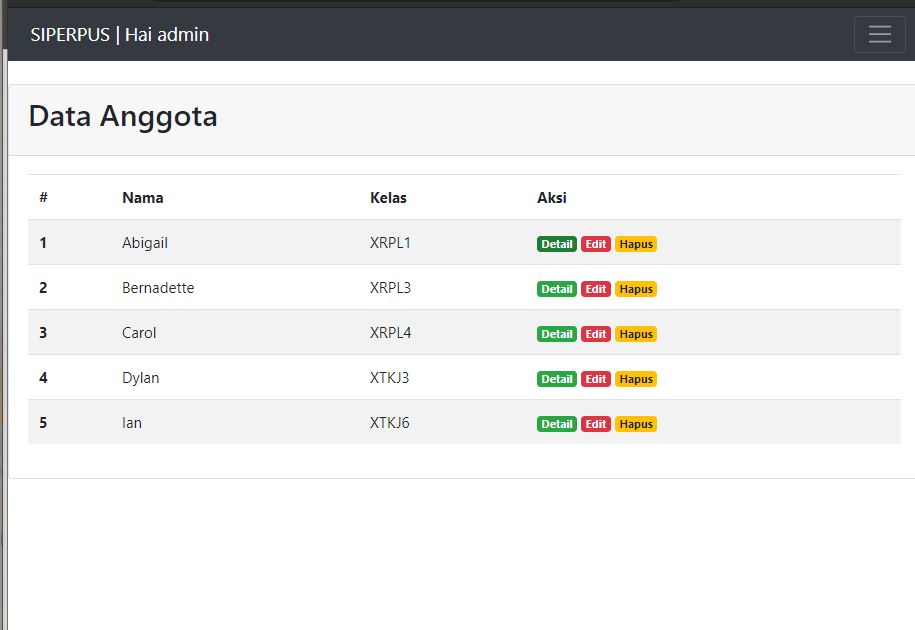 SIPERPUS | Hai admin
Data Anggota
# Nama Kelas Aksi
1 Abigail XRPL1 Detail Edit Hapus
2 Bernadette XRPL3 Detail Edit Hapus
3 Carol XRPL4 Detail Edit Hapus
4 Dylan XTKJ3 Detail Edit Hapus
5 Ian XTKJ6 Detail Edit Hapus